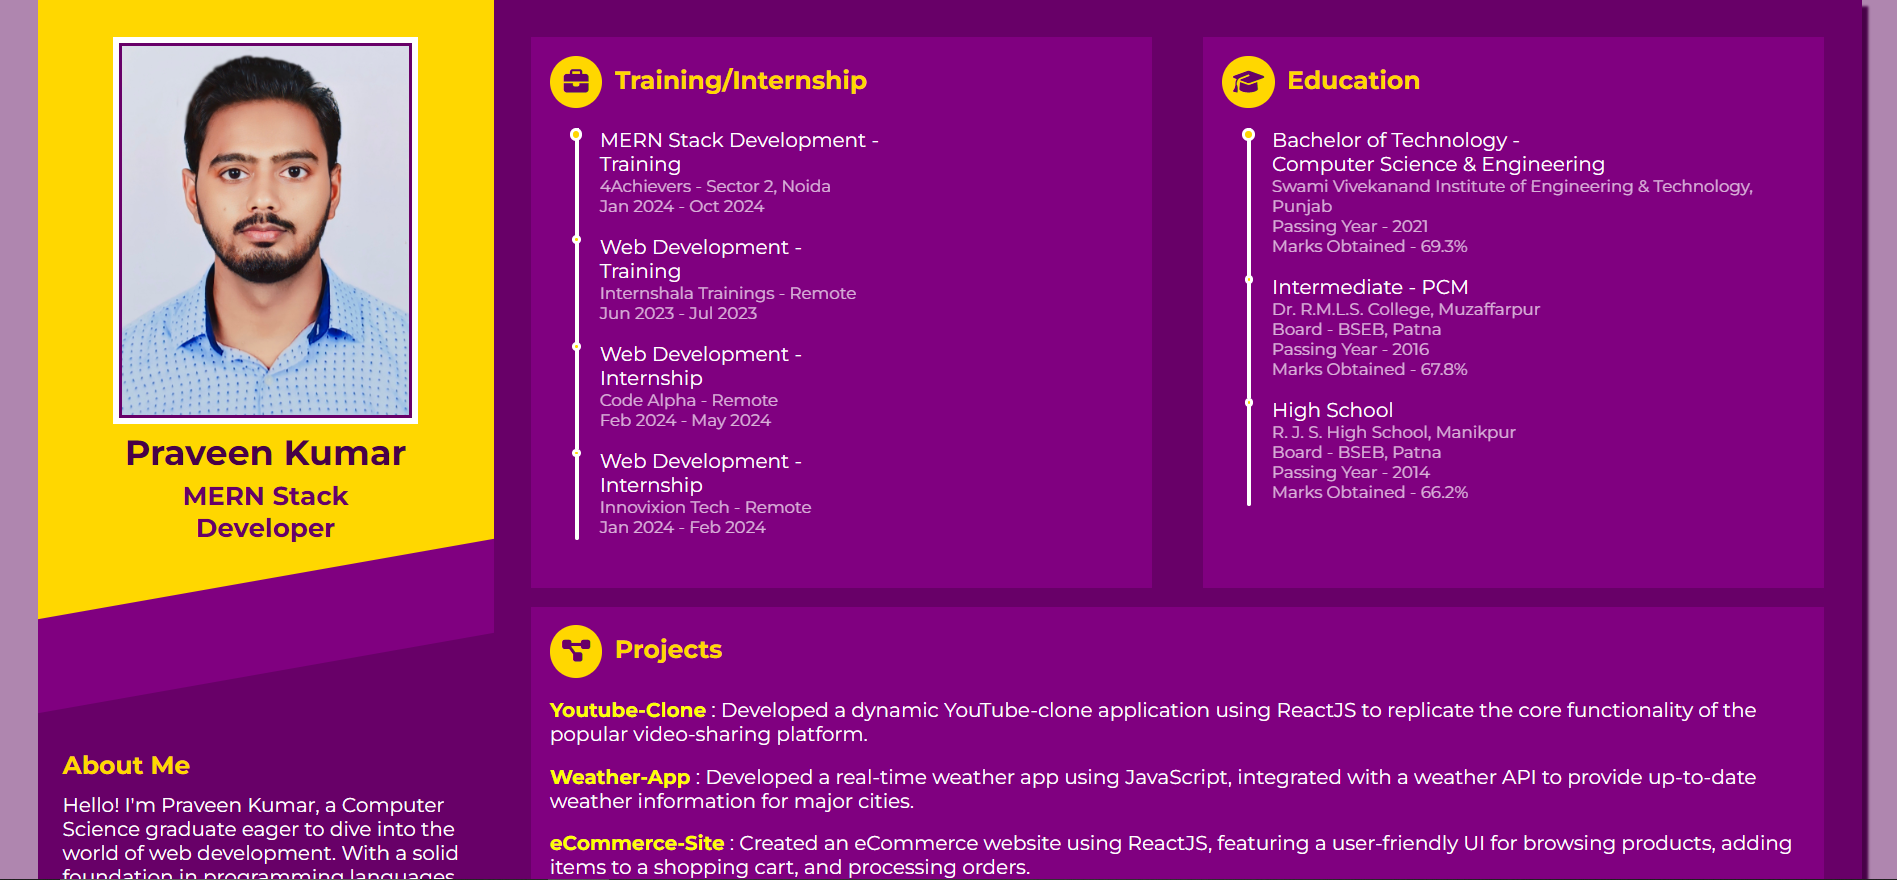 Praveen Kumar
MERN Stack
Developer
About Me
Hello! I'm Praveen Kumar, a Computer
Science graduate eager to dive into the
world of web development. With a solid
foundation in programming languages
Training/Internship
MERN Stack Development -
Training
4Achievers - Sector 2, Noida
Jan 2024 - Oct 2024
Web Development -
Training
Internshala Trainings - Remote
Jun 2023 - Jul 2023
Web Development -
Internship
Code Alpha - Remote
Feb 2024 - May 2024
Web Development -
Internship
Innovixion Tech - Remote
Jan 2024 - Feb 2024
Education
Bachelor of Technology -
Computer Science & Engineering
Swami Vivekanand Institute of Engineering & Technology,
Punjab
Passing Year - 2021
Marks Obtained - 69.3%
Intermediate - PCM
Dr. R.M.L.S. College, Muzaffarpur
Board - BSEB, Patna
Passing Year - 2016
Marks Obtained - 67.8%
High School
R. J. S. High School, Manikpur
Board - BSEB, Patna
Passing Year - 2014
Marks Obtained - 66.2%
Projects
Youtube-Clone : Developed a dynamic YouTube-clone application using ReactJS to replicate the core functionality of the
popular video-sharing platform.
Weather-App : Developed a real-time weather app using JavaScript, integrated with a weather API to provide up-to-date
weather information for major cities.
eCommerce-Site : Created an eCommerce website using ReactJS, featuring a user-friendly UI for browsing products, adding
items to a shopping cart, and processing orders.